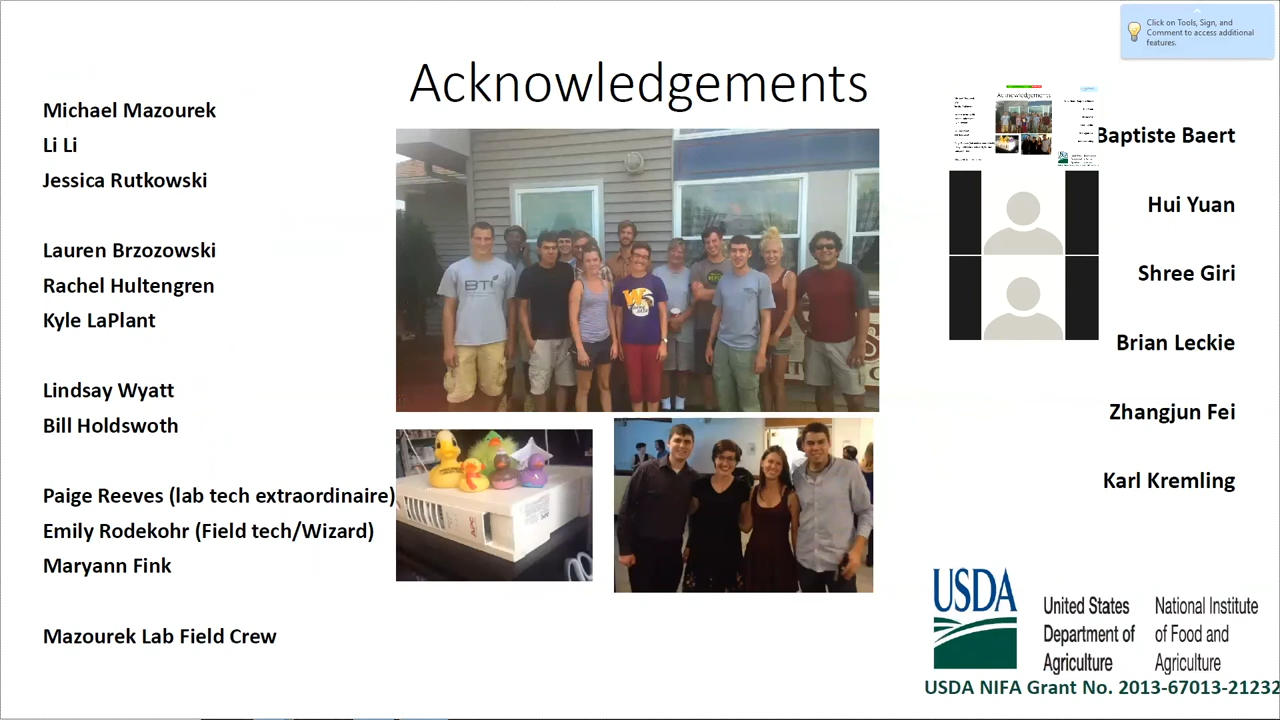 Click on Tools, Sign, and
Comment to access additional
features.
Acknowledgements
Michael Mazourek
Li Li
Jessica Rutkowski
Lauren Brzozowski
Rachel Hultengren
Kyle LaPlant
Lindsay Wyatt
Bill Holdswoth
Paige Reeves (lab tech extraordinaire)
Emily Rodekohr (Field tech/Wizard)
Maryann Fink
Mazourek Lab Field Crew
BTI
W
APC
Acknowledgements
Baptiste Baert
Hui Yuan
Shree Giri
Brian Leckie
Zhangjun Fei
Karl Kremling
USDA
United States
Department of
Agriculture
National Institute
of Food and
Agriculture
USDA NIFA Grant No. 2013-67013-21232